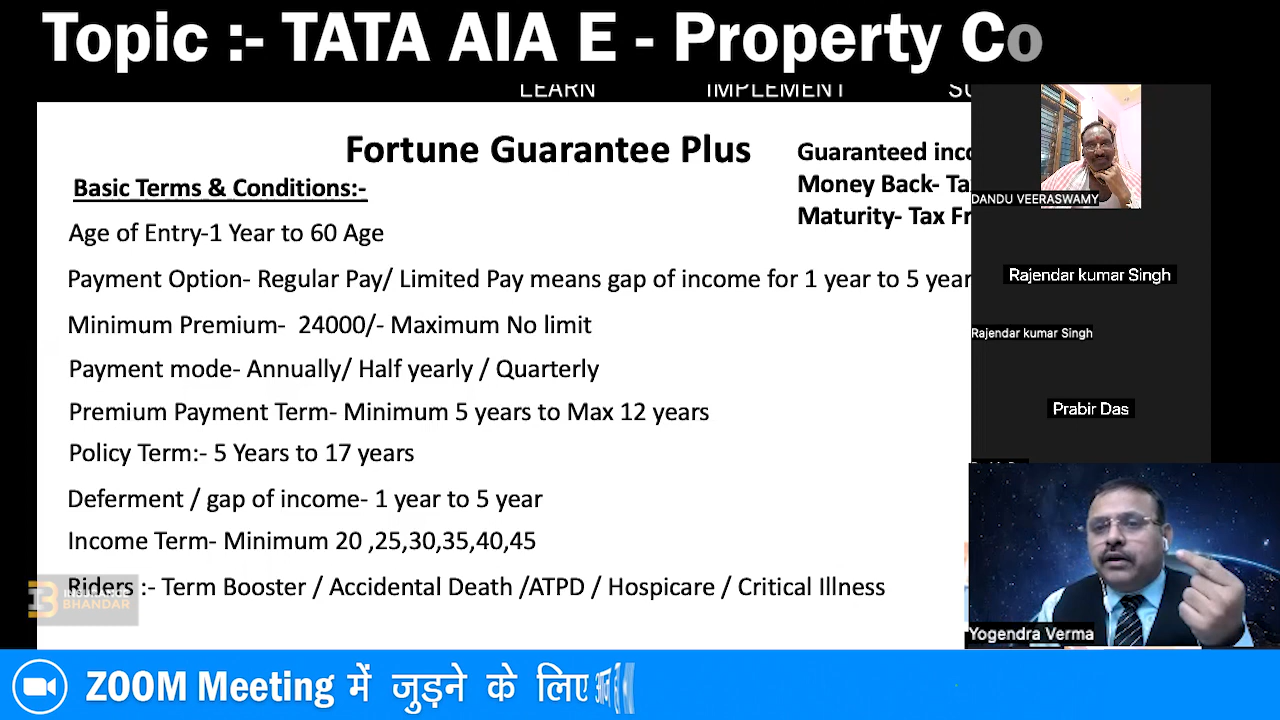 Topic :- TATA AIA E - Property Co
LEARN IMPLEMENT
Fortune Guarantee Plus
Guaranteed
Money Back-
Maturity- Tax
Basic Terms & Conditions:-
Age of Entry-1 Year to 60 Age
Payment Option- Regular Pay/ Limited Pay means gap of income for 1 year to 5 year
Minimum Premium- 24000/- Maximum No limit
Payment mode- Annually/ Half yearly / Quarterly
Premium Payment Term- Minimum 5 years to Max 12 years
Policy Term:- 5 Years to 17 years
Deferment / gap of income- 1 year to 5 year
Income Term- Minimum 20 ,25,30,35,40,45
Riders :- Term Booster / Accidental Death /ATPD / Hospicare / Critical Illness
INSURANCE
BHANDAR
DANDU VEERASWAMY
Rajendar kumar Singh
Rajendar kumar Singh
Prabir Das
Yogendra Verma
ZOOM Meeting में जुड़ने के लिए आज